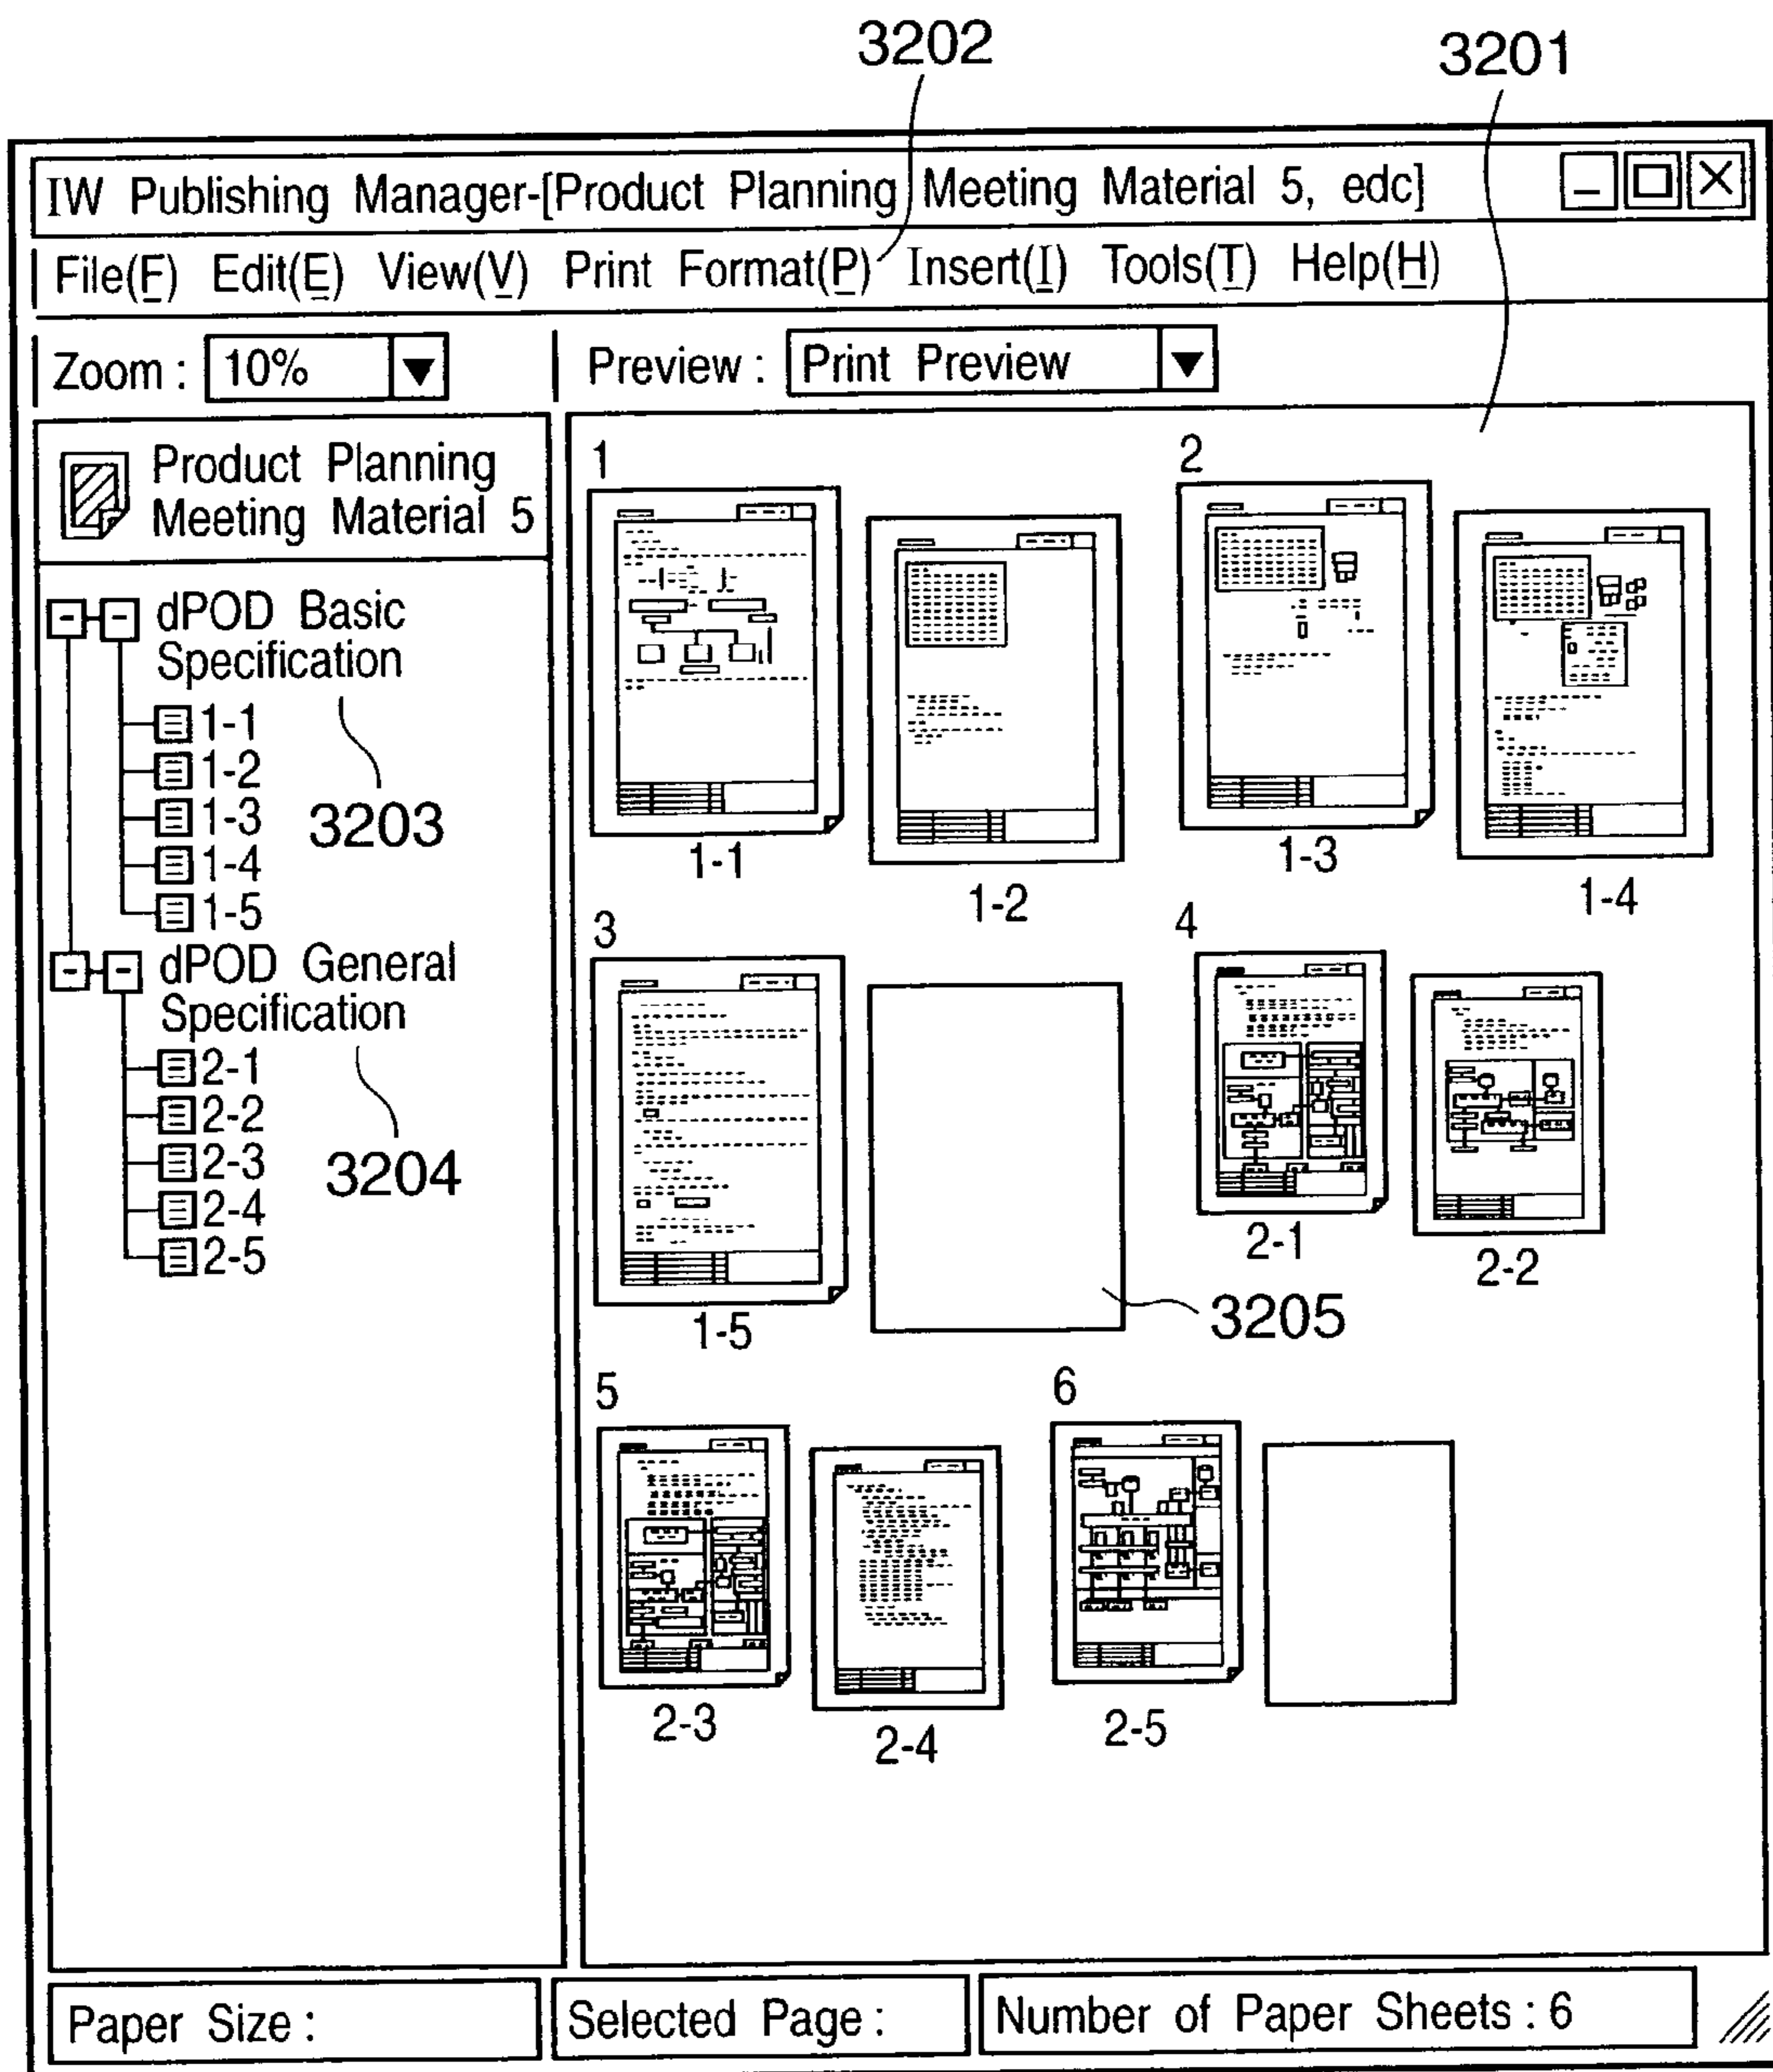 3202
3201
IW Publishing Manager-[Product Planning Meeting Material 5, edc]
File(F) Edit(E) View(V) Print Format(P) Insert(I) Tools(T) Help(H)
Zoom : 10% Preview : Print Preview
Product Planning
Meeting Material 5
dPOD Basic
Specification
1-1
1-2
1-3
1-4
1-5
3203
dPOD General
Specification
2-1
2-2
2-3
2-4
2-5
3204
1
2
1-1
1-2
1-3
1-4
3
4
1-5
3205
2-1
2-2
5
6
2-3
2-4
2-5
Paper Size :
Selected Page :
Number of Paper Sheets : 6